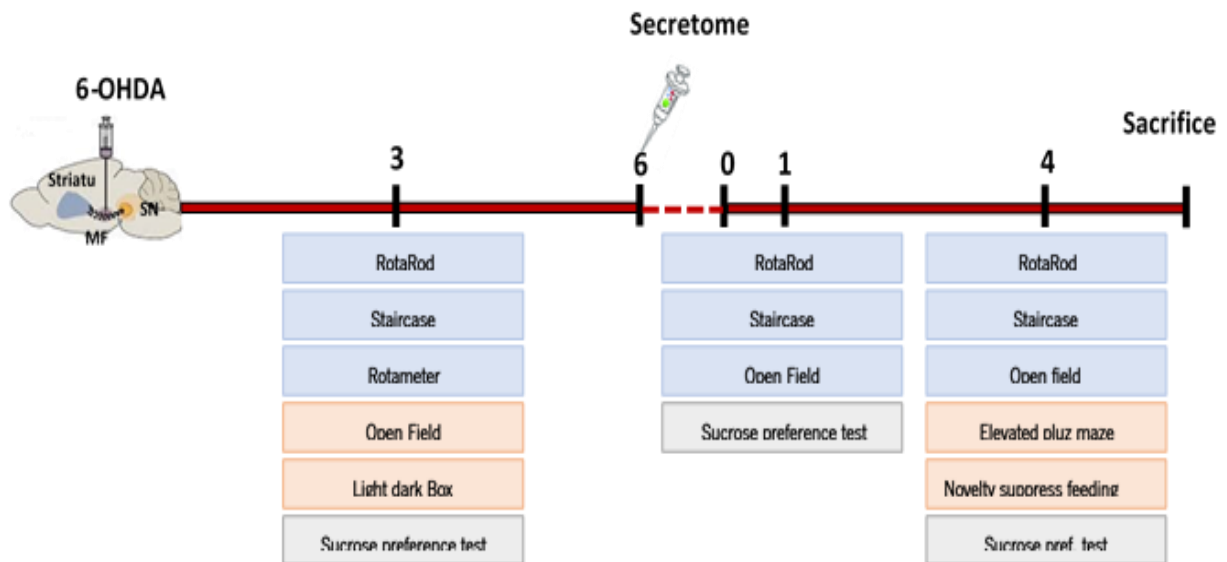 Secretome
6-OHDA
Sacrifice
3
6
0
1
4
Striatu
SN
MF
RotaRod
Staircase
Rotameter
Open Field
Light dark Box
Sucrose preference test
RotaRod
Staircase
Open Field
Sucrose preference test
RotaRod
Staircase
Open field
Elevated pluz maze
Novelty suppress feeding
Sucrose pref. test